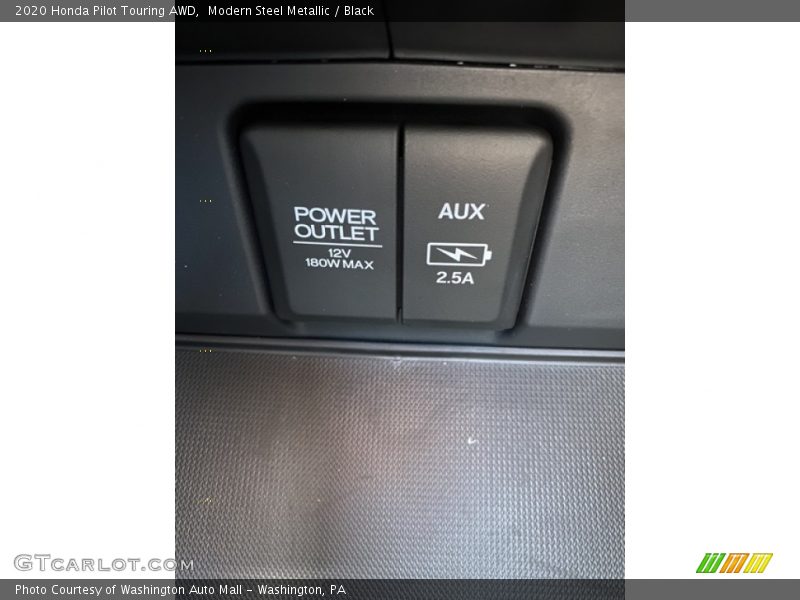 2020 Honda Pilot Touring AWD,  Modern Steel Metallic / Black
POWER
OUTLET
12V
180W MAX
AUX
2.5A
GTCARLOT.COM
Photo Courtesy of Washington Auto Mall – Washington, PA